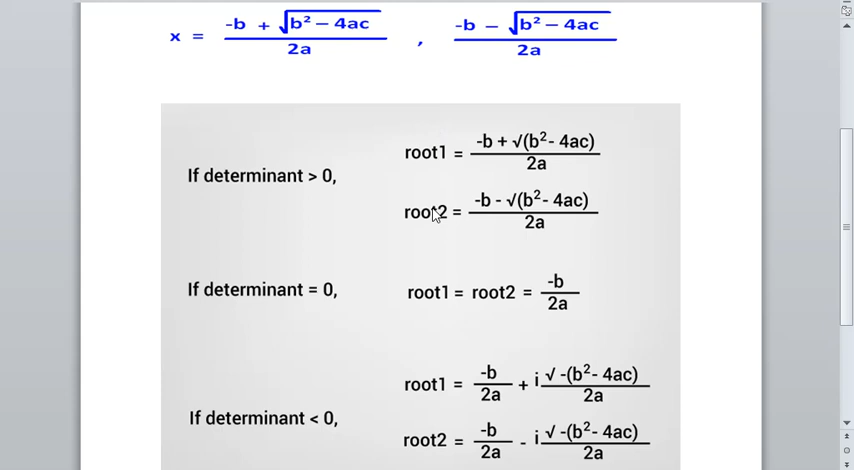 x = -b + √b² – 4ac / 2a , -b – √b² – 4ac / 2a
If determinant > 0,
root1 = -b + √(b²- 4ac) / 2a
root2 = -b - √(b²- 4ac) / 2a
If determinant = 0,
root1 = root2 = -b / 2a
If determinant < 0,
root1 = -b / 2a + i √ -(b²- 4ac) / 2a
root2 = -b / 2a - i √ -(b²- 4ac) / 2a